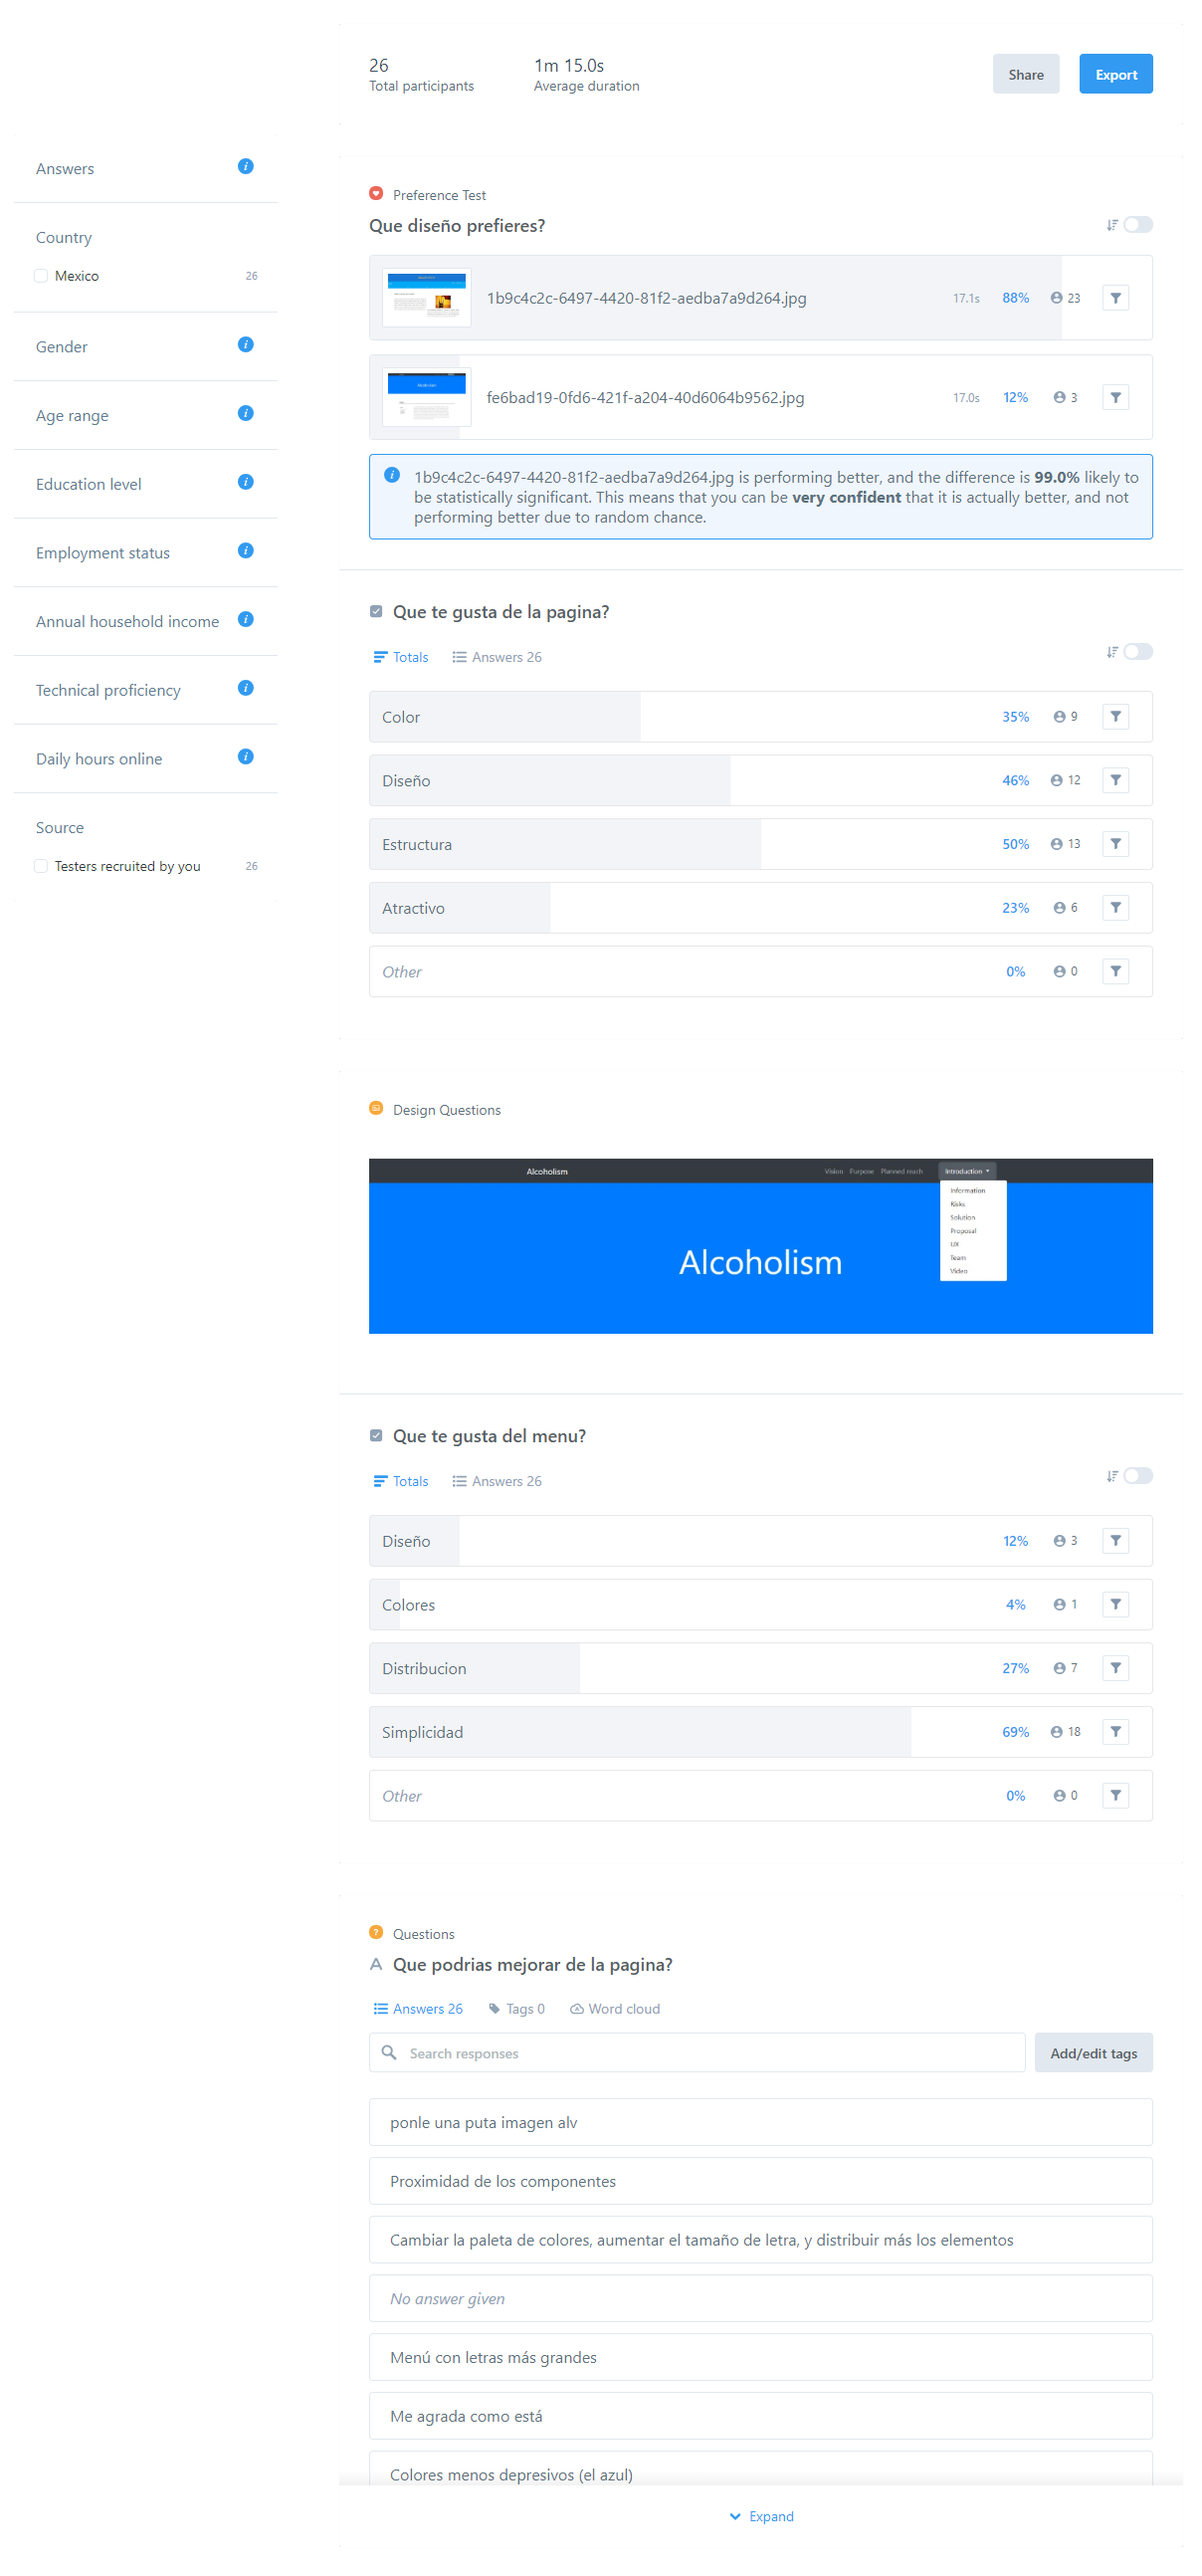 26
Total participants
1m 15.0s
Average duration
Share
Export
Answers
Country
Mexico 26
Gender
Age range
Education level
Employment status
Annual household income
Technical proficiency
Daily hours online
Source
Testers recruited by you 26
Preference Test
Que diseño prefieres?
1b9c4c2c-6497-4420-81f2-aedba7a9d264.jpg 17.1s 88% 23
fe6bad19-0fd6-421f-a204-40d6064b9562.jpg 17.0s 12% 3
1b9c4c2c-6497-4420-81f2-aedba7a9d264.jpg is performing better, and the difference is 99.0% likely to
be statistically significant. This means that you can be very confident that it is actually better, and not
performing better due to random chance.
Que te gusta de la pagina?
Totals Answers 26
Color 35% 9
Diseño 46% 12
Estructura 50% 13
Atractivo 23% 6
Other 0% 0
Design Questions
Alcoholism Vision Purpose Planned reach Introduction
Information
Risks
Solution
Proposal
UX
Team
Video
Alcoholism
Que te gusta del menu?
Totals Answers 26
Diseño 12% 3
Colores 4% 1
Distribucion 27% 7
Simplicidad 69% 18
Other 0% 0
Questions
Que podrias mejorar de la pagina?
Answers 26 Tags 0 Word cloud
Search responses
Add/edit tags
ponle una puta imagen alv
Proximidad de los componentes
Cambiar la paleta de colores, aumentar el tamaño de letra, y distribuir más los elementos
No answer given
Menú con letras más grandes
Me agrada como está
Colores menos depresivos (el azul)
Expand